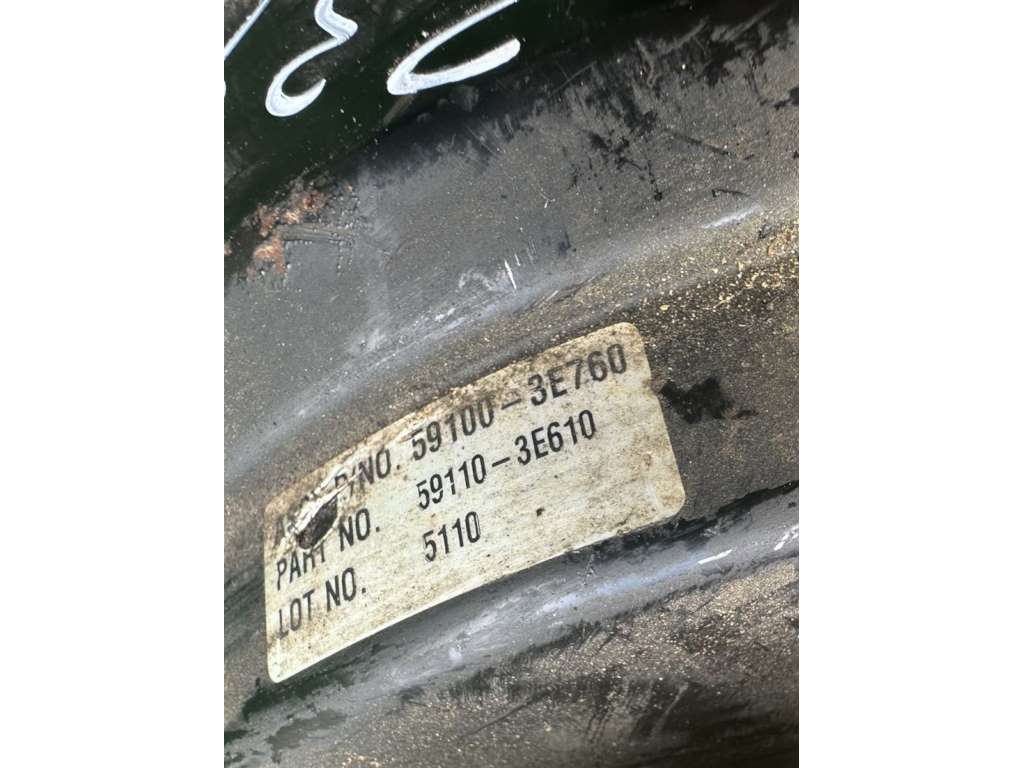 P/NO. 59100-3E760
PART NO. 59110-3E610
LOT NO. 5110